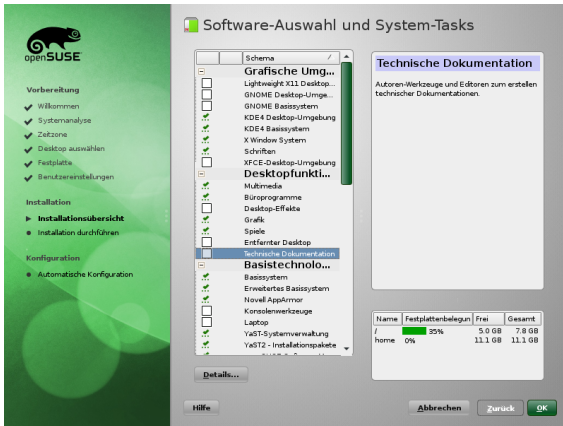 Software-Auswahl und System-Tasks
openSUSE
Vorbereitung
Willkommen
Systemanalyse
Zeitzone
Desktop auswählen
Festplatte
Benutzereinstellungen
Installation
Installationsübersicht
Installation durchführen
Konfiguration
Automatische Konfiguration
Schema
Grafische Umg...
Lightweight X11 Desktop...
GNOME Desktop-Umge...
GNOME Basissystem
KDE4 Desktop-Umgebung
KDE4 Basissystem
X Window System
Schriften
XFCE-Desktop-Umgebung
Desktopfunkti...
Multimedia
Büroprogramme
Desktop-Effekte
Grafik
Spiele
Entfernter Desktop
Technische Dokumentation
Basistechnolo...
Basissystem
Erweitertes Basissystem
Novell AppArmor
Konsolenwerkzeuge
Laptop
YaST-Systemverwaltung
YaST2 - Installationspakete
Details...
Technische Dokumentation
Autoren-Werkzeuge und Editoren zum erstellen
technischer Dokumentationen.
Name Festplattenbelegun Frei Gesamt
/ 35% 5.0 GB 7.8 GB
home 0% 11.1 GB 11.1 GB
Hilfe Abbrechen Zurück OK